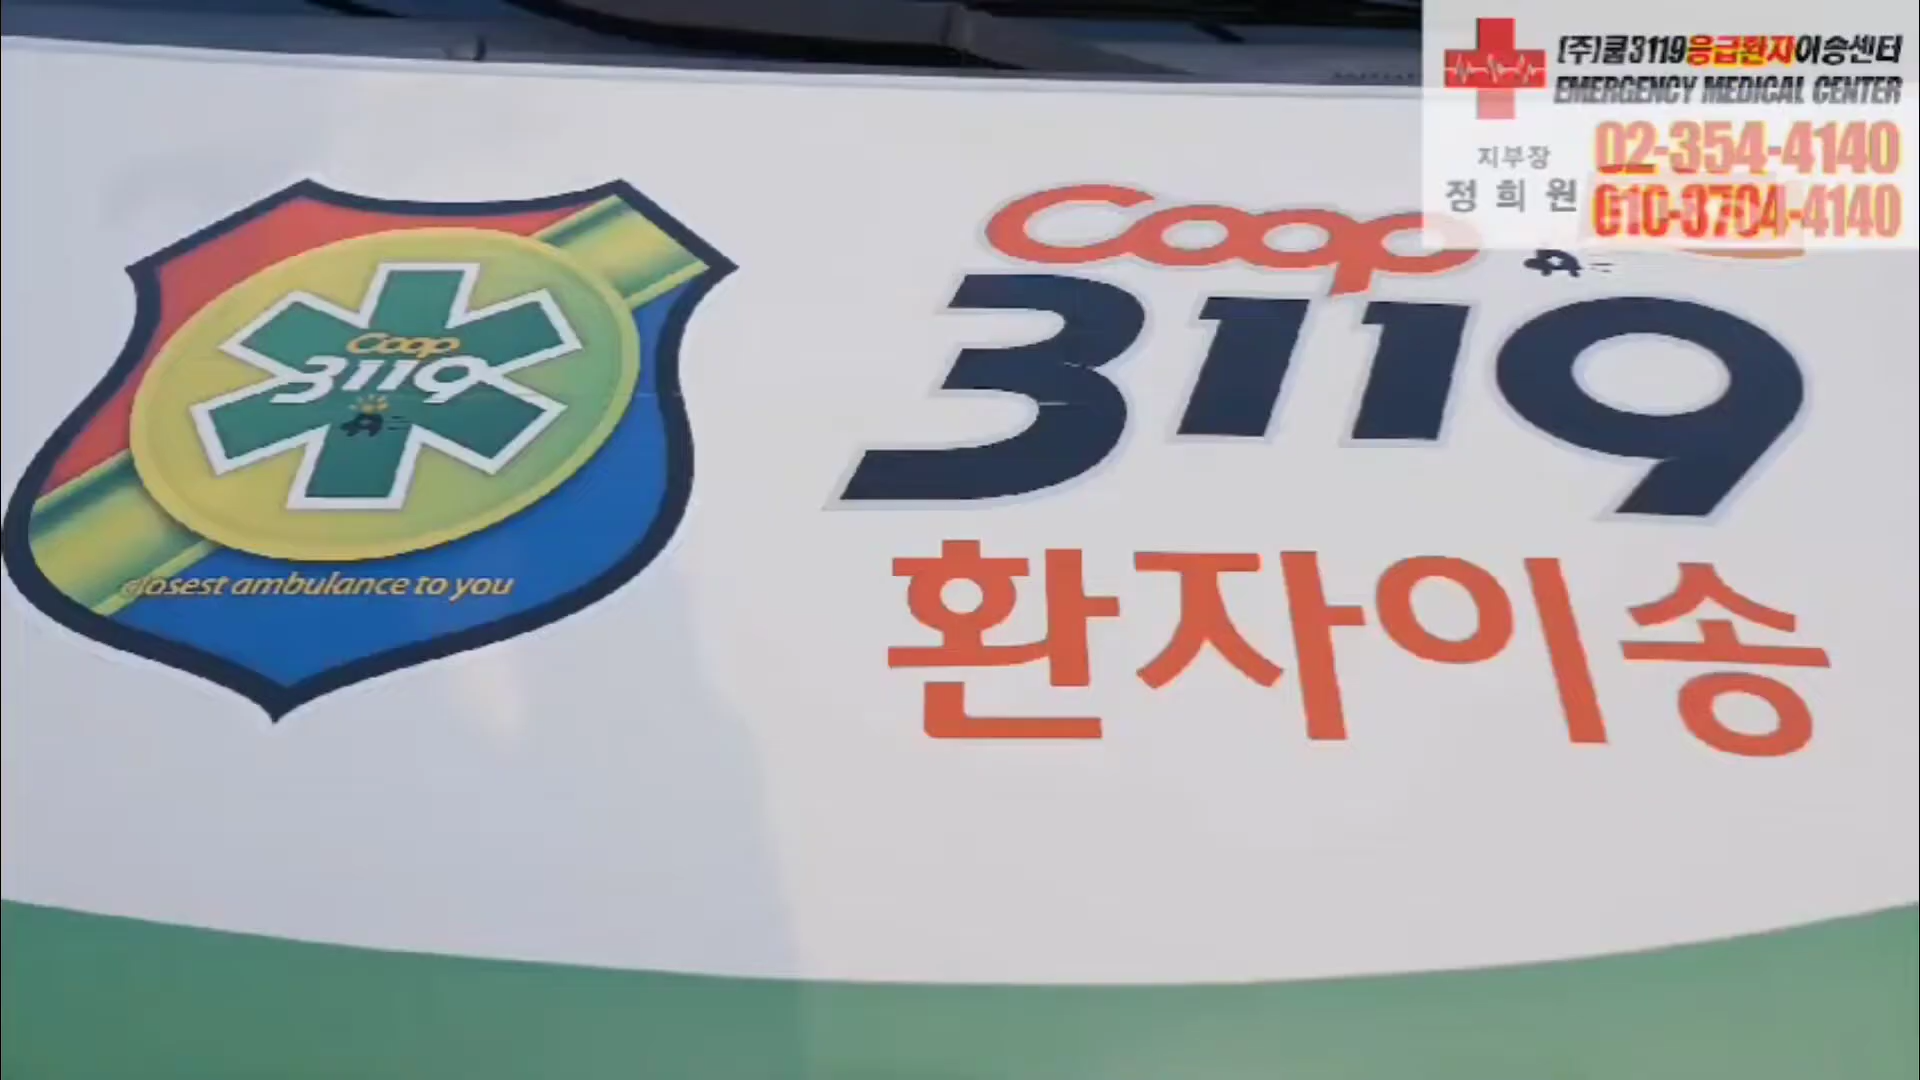 (주)쿱3119응급환자이송센터
EMERGENCY MEDICAL CENTER
지부장
정 희 원
02-354-4140
010-3704-4140
Coop
3119
환자이송
Coop
3119
closest ambulance to you